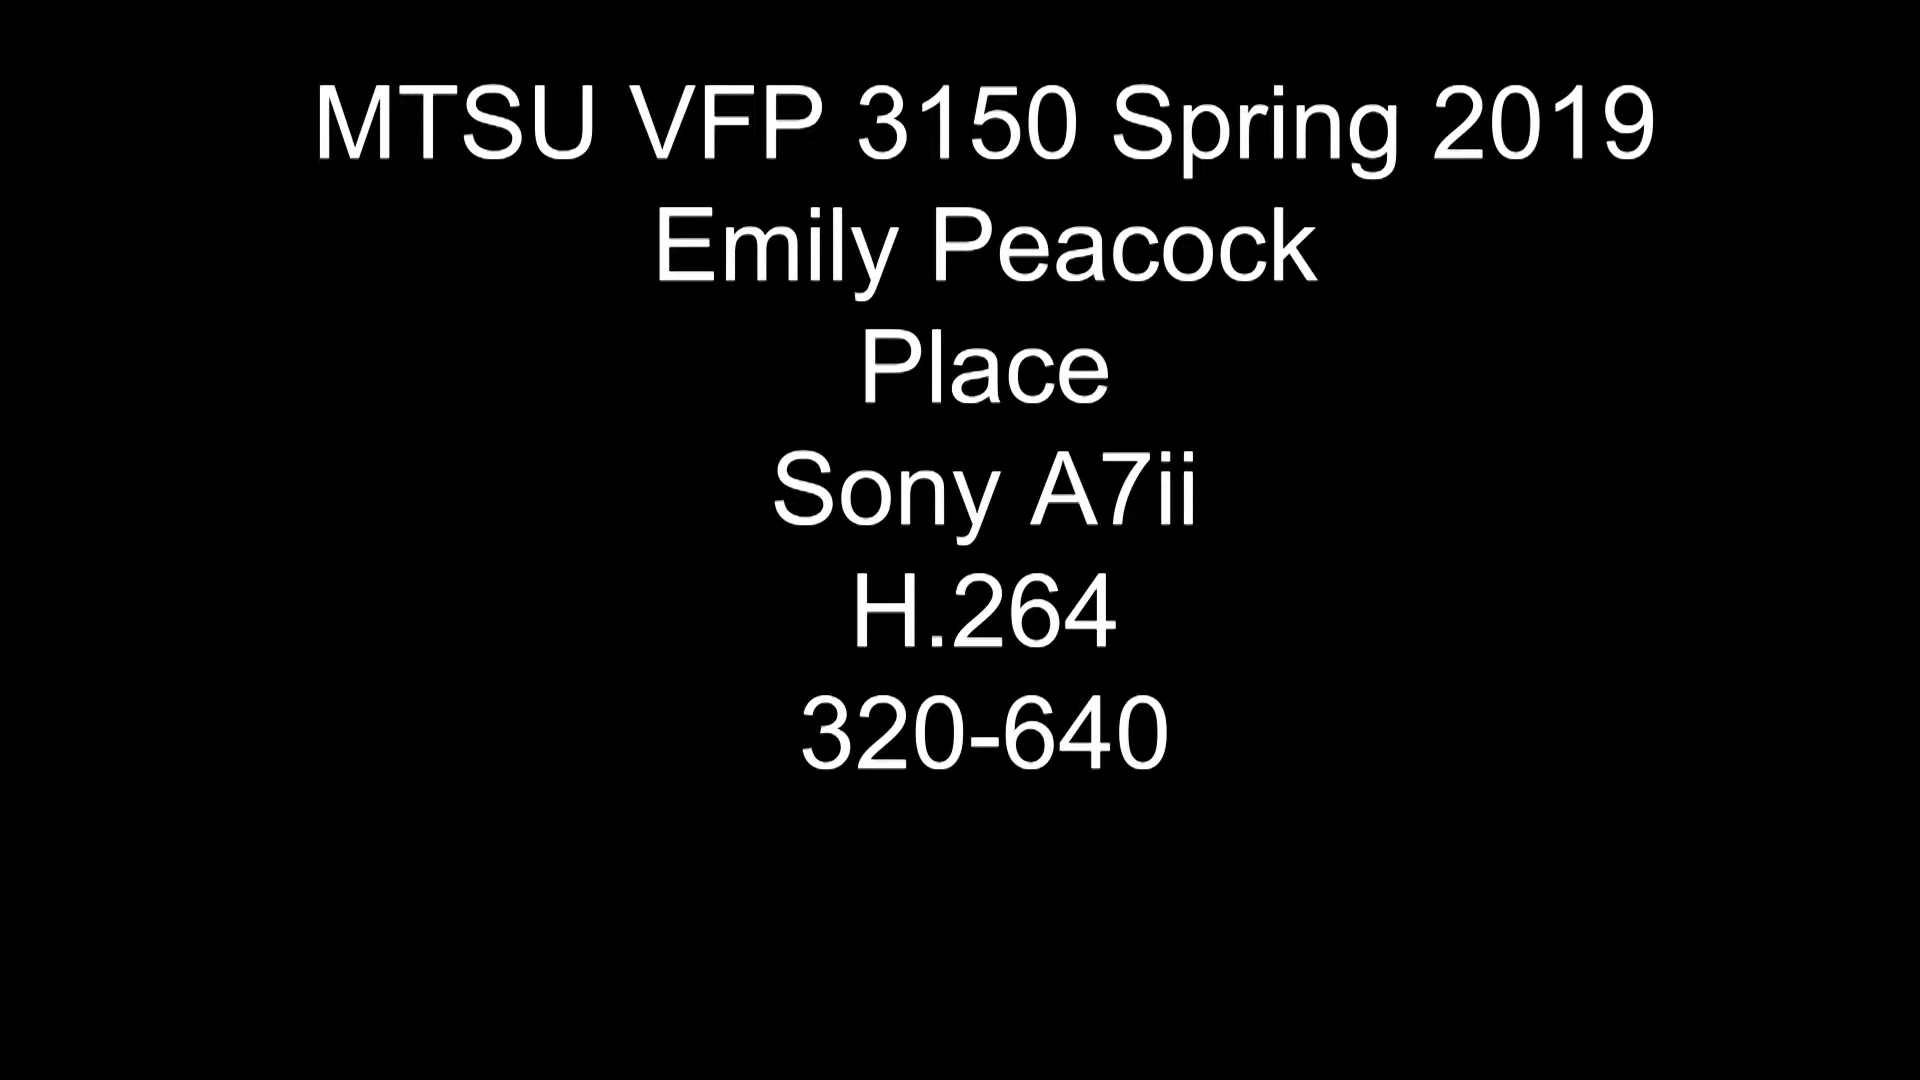 MTSU VFP 3150 Spring 2019
Emily Peacock
Place
Sony A7ii
H.264
320-640